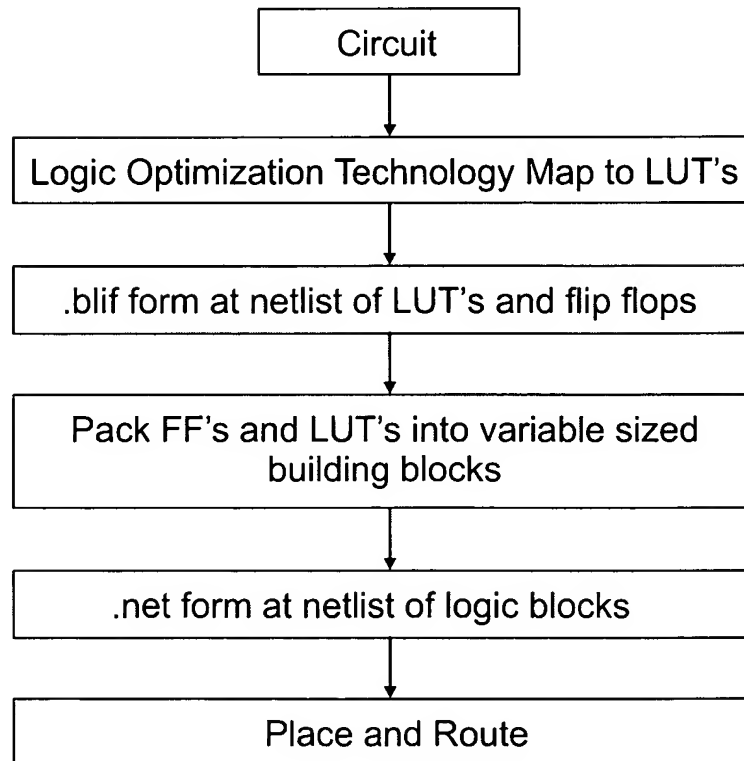 Circuit
Logic Optimization Technology Map to LUT's
.blif form at netlist of LUT's and flip flops
Pack FF's and LUT's into variable sized
building blocks
.net form at netlist of logic blocks
Place and Route